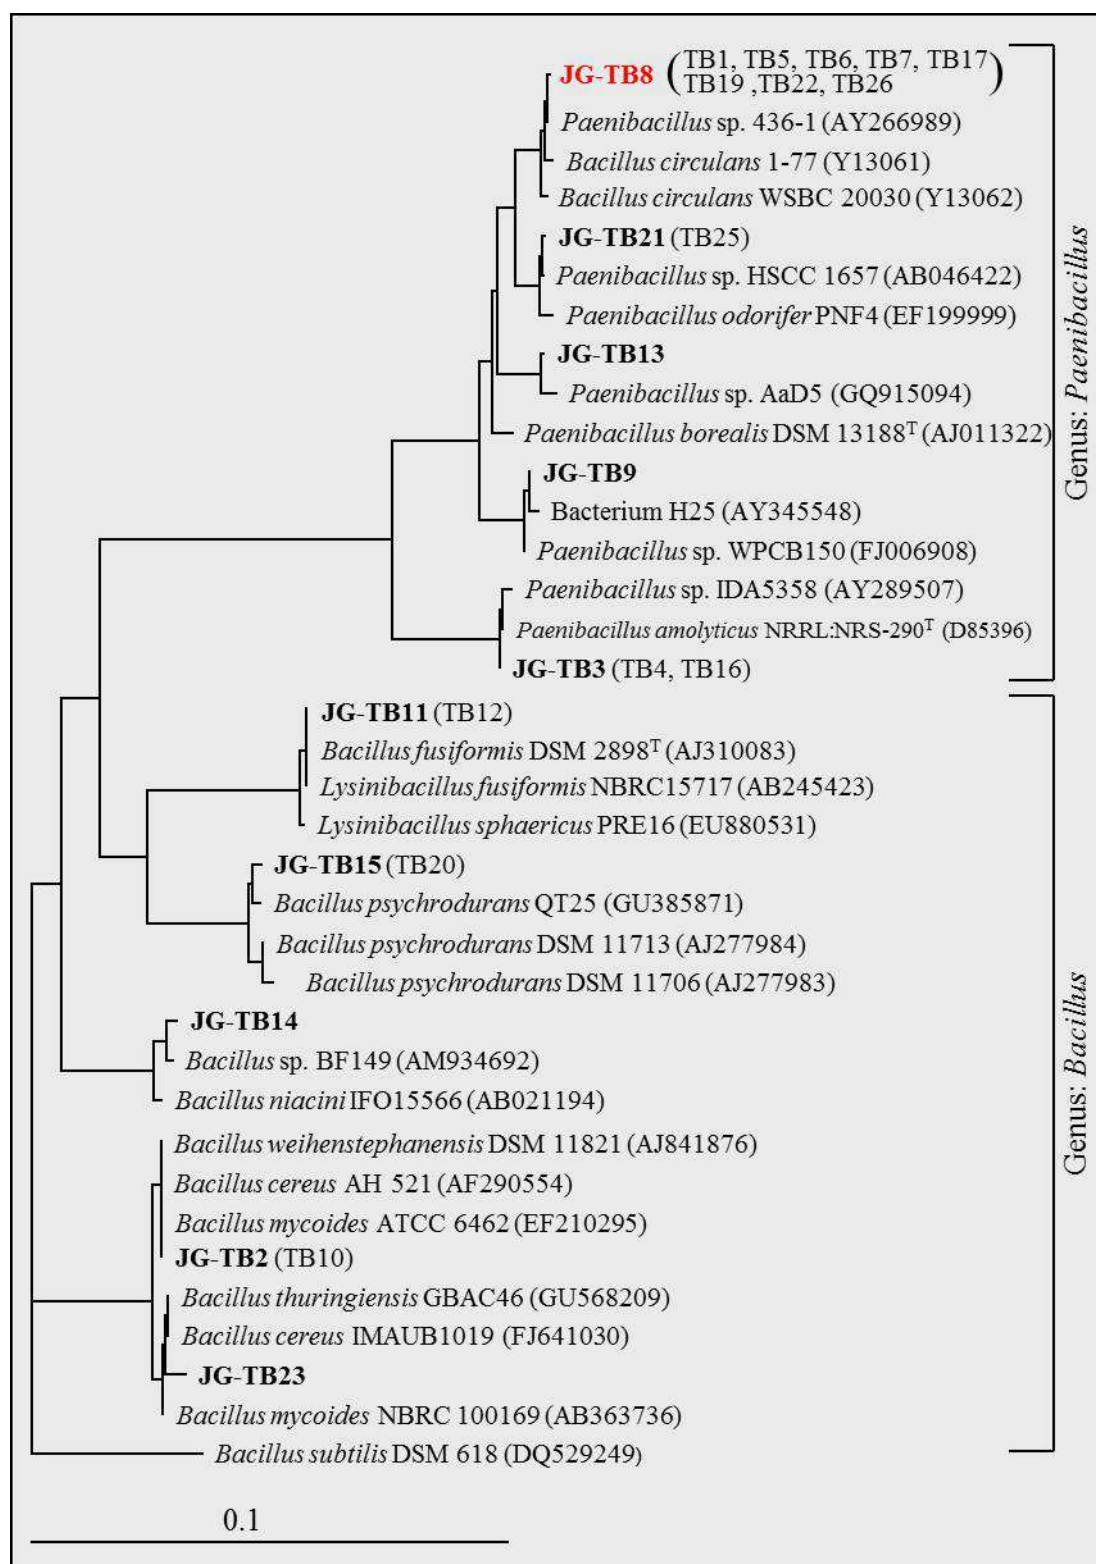 JG-TB8 (TB1, TB5, TB6, TB7, TB17
TB19 ,TB22, TB26)
Paenibacillus sp. 436-1 (AY266989)
Bacillus circulans 1-77 (Y13061)
Bacillus circulans WSBC 20030 (Y13062)
JG-TB21 (TB25)
Paenibacillus sp. HSCC 1657 (AB046422)
Paenibacillus odorifer PNF4 (EF199999)
JG-TB13
Paenibacillus sp. AaD5 (GQ915094)
Paenibacillus borealis DSM 13188T (AJ011322)
JG-TB9
Bacterium H25 (AY345548)
Paenibacillus sp. WPCB150 (FJ006908)
Paenibacillus sp. IDA5358 (AY289507)
Paenibacillus amolyticus NRRL:NRS-290T (D85396)
JG-TB3 (TB4, TB16)
Genus: Paenibacillus
JG-TB11 (TB12)
Bacillus fusiformis DSM 2898T (AJ310083)
Lysinibacillus fusiformis NBRC15717 (AB245423)
Lysinibacillus sphaericus PRE16 (EU880531)
JG-TB15 (TB20)
Bacillus psychrodurans QT25 (GU385871)
Bacillus psychrodurans DSM 11713 (AJ277984)
Bacillus psychrodurans DSM 11706 (AJ277983)
JG-TB14
Bacillus sp. BF149 (AM934692)
Bacillus niacini IFO15566 (AB021194)
Bacillus weihenstephanensis DSM 11821 (AJ841876)
Bacillus cereus AH 521 (AF290554)
Bacillus mycoides ATCC 6462 (EF210295)
JG-TB2 (TB10)
Bacillus thuringiensis GBAC46 (GU568209)
Bacillus cereus IMAUB1019 (FJ641030)
JG-TB23
Bacillus mycoides NBRC 100169 (AB363736)
Bacillus subtilis DSM 618 (DQ529249)
Genus: Bacillus
0.1